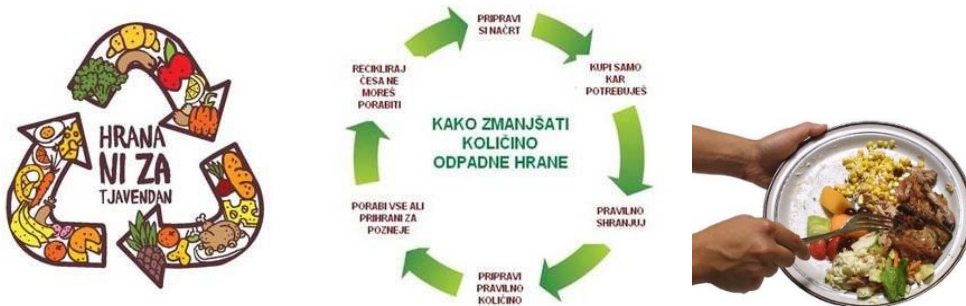 HRANA
NI ZA
TJAVENDAN
PRIPRAVI
SI NAČRT
KUPI SAMO
KAR
POTREBUJEŠ
PRAVILNO
SHRANJUJ
PRIPRAVI
PRAVILNO
KOLIČINO
PORABI VSE ALI
PRIHRANI ZA
POZNEJE
RECIKLIRAJ
ČESA NE
MOREŠ
PORABITI
KAKO ZMANJŠATI
KOLIČINO
ODPADNE HRANE